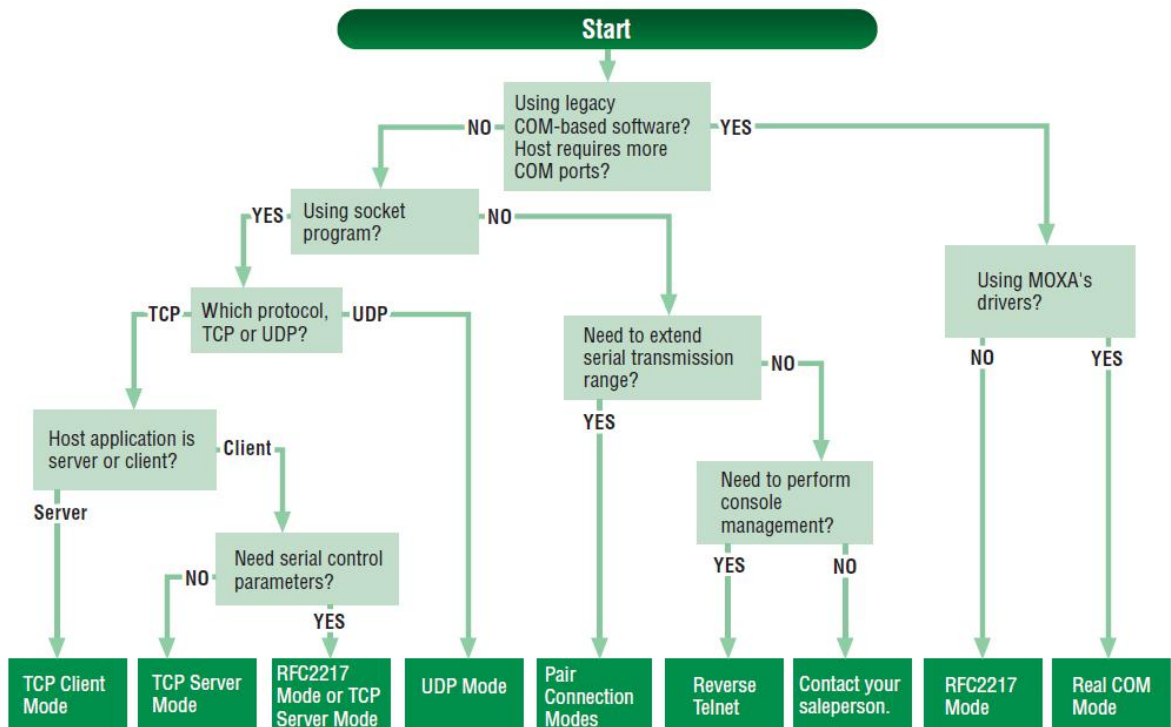 Start
Using legacy
COM-based software?
Host requires more
COM ports?
NO
YES
Using socket
program?
YES
NO
Using MOXA's
drivers?
Which protocol,
TCP or UDP?
TCP
UDP
Need to extend
serial transmission
range?
NO
YES
NO
YES
Host application is
server or client?
Client
Server
Need to perform
console
management?
YES
NO
Need serial control
parameters?
NO
YES
TCP Client
Mode
TCP Server
Mode
RFC2217
Mode or TCP
Server Mode
UDP Mode
Pair
Connection
Modes
Reverse
Telnet
Contact your
saleperson.
RFC2217
Mode
Real COM
Mode